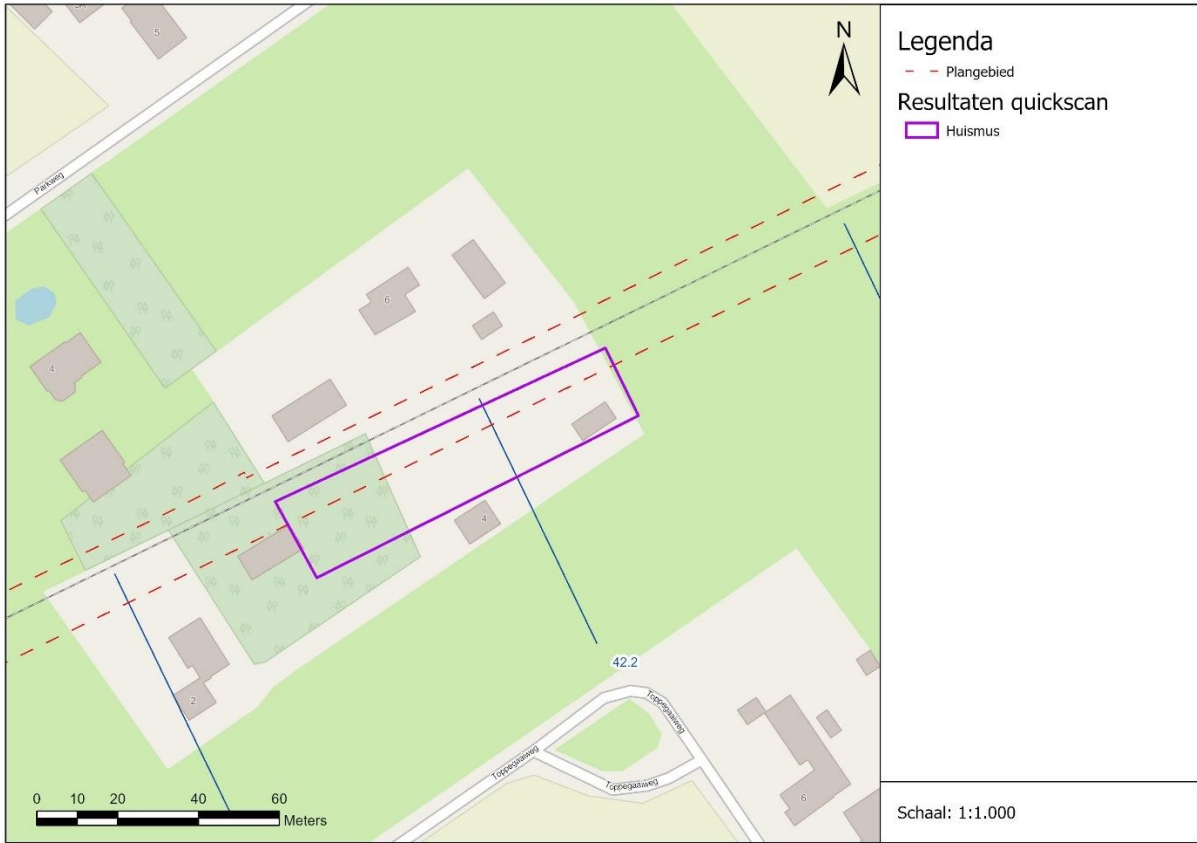 3A
5
N
Parkweg
6
4
4
42.2
2
Toppegaaiweg
Toppegaaiweg
Toppegaaiweg
6
0 10 20 40 60
Meters
Legenda
Plangebied
Resultaten quickscan
Huismus
Schaal: 1:1.000